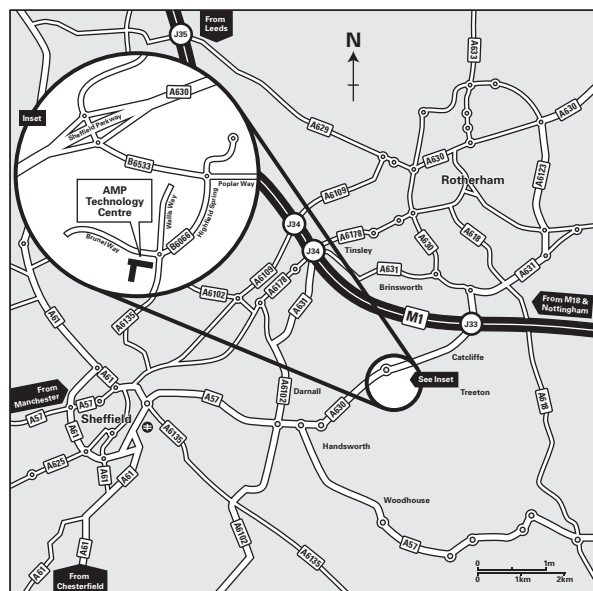 From
Leeds
J35
N
A633
A630
Inset
Sheffield Parkway
A629
A630
A630
A6123
B6533
Rotherham
AMP
Technology
Centre
Poplar Way
Wallis Way
Highfield Spring
A6109
J34
A6178
A618
Brunel Way
B6066
J34
Tinsley
A630
A6109
A6178
A631
A631
Brinsworth
A6102
A631
From M18 &
Nottingham
A61
A6135
M1
J33
Catcliffe
See Inset
Treeton
From
Manchester
A61
A57
A57
A57
A6102
Darnall
A630
A618
Sheffield
A61
A6135
Handsworth
A625
A61
A61
Woodhouse
A6102
A57
A61
A6135
A61
From
Chesterfield
0 1m
0 1km 2km